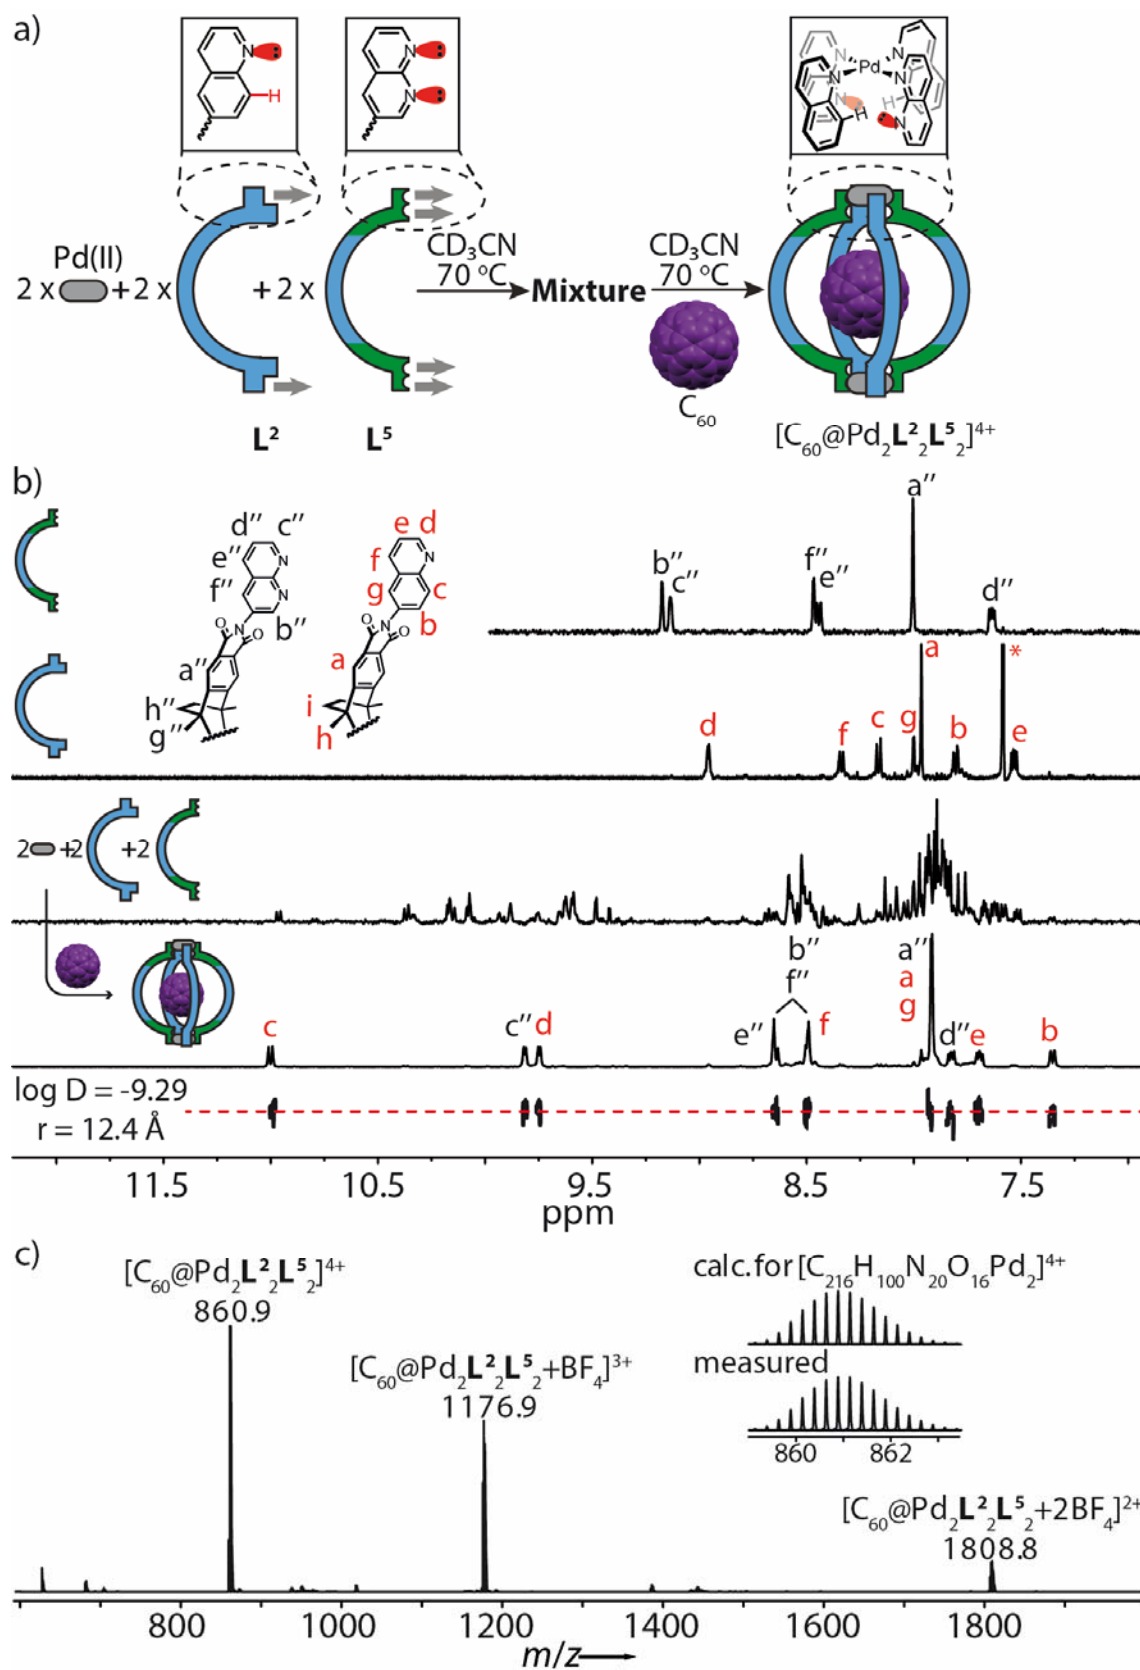 a)
N
H
N
N
N
N
Pd
N
N
N
H
H
N
Pd(II)
2 x
+2 x
+ 2 x
CD₃CN
70 °C
Mixture
CD₃CN
70 °C
C₆₀
L²
L⁵
[C₆₀@Pd₂L²₂L⁵₂]⁴⁺
b)
d'' c''
e'' N
f'' N
N b''
O O
a''
h''
g''
e d
f N
g c
N b
O O
a
i
h
a''
b''
c''
f''
e''
d''
a
*
d
f
c
g
b
e
2 +2 +2
b''
f''
a''
a
g
c
c''
d
e''
f
d''
e
b
log D = -9.29
r = 12.4 Å
11.5 10.5 9.5 8.5 7.5
ppm
c)
[C₆₀@Pd₂L²₂L⁵₂]⁴⁺
860.9
[C₆₀@Pd₂L²₂L⁵₂+BF₄]³⁺
1176.9
calc.for [C₂₁₆H₁₀₀N₂₀O₁₆Pd₂]⁴⁺
measured
860 862
[C₆₀@Pd₂L²₂L⁵₂+2BF₄]²⁺
1808.8
800 1000 1200 1400 1600 1800
m/z